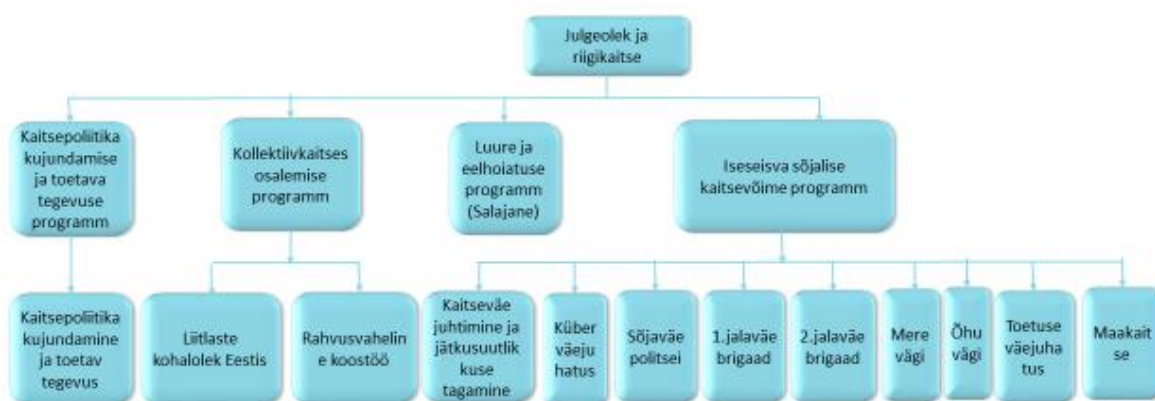 Julgeolek ja
riigikaitse
Kaitsepoliitika
kujundamise
ja toetava
tegevuse
programm
Kollektiivkaitses
osalemise
programm
Luure ja
eelhoiatuse
programm
(Salajane)
Iseseisva sõjalise
kaitsevõime programm
Kaitsepoliitika
kujundamine
ja toetav
tegevus
Liitlaste
kohalolek Eestis
Rahvusvaheline
e koostöö
Kaitseväe
juhtimine ja
jätkusuutlik
kuse
tagamine
Küber
väeju
hatus
Sõjaväe
politsei
1.jalaväe
brigaad
2.jalaväe
brigaad
Mere
vägi
Õhu
vägi
Toetuse
väejuha
tus
Maakait
se